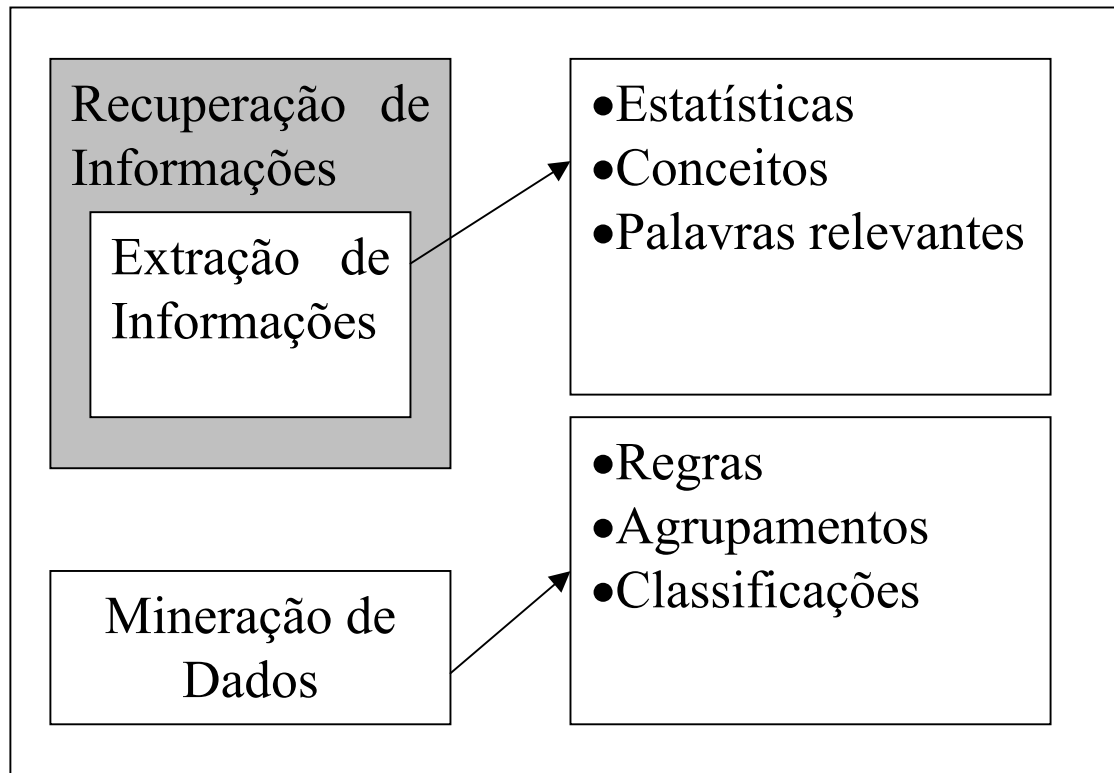 Recuperação de
Informações
Extração de
Informações
•Estatísticas
•Conceitos
•Palavras relevantes
Mineração de
Dados
•Regras
•Agrupamentos
•Classificações